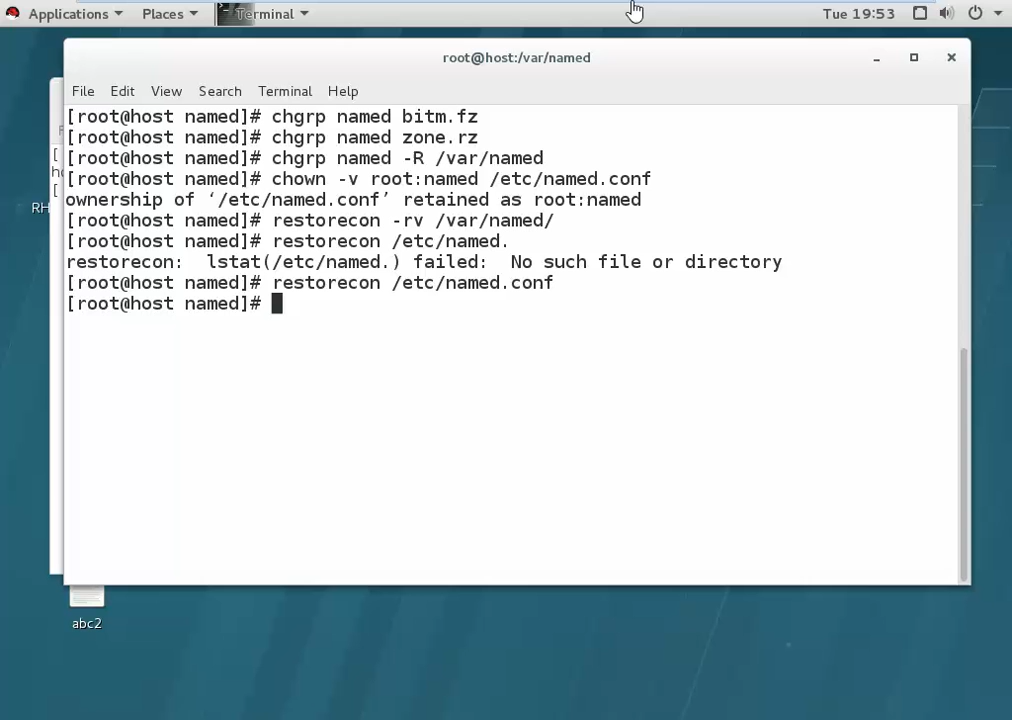 Applications Places Terminal Tue 19:53
root@host:/var/named
File Edit View Search Terminal Help
[root@host named]# chgrp named bitm.fz
[root@host named]# chgrp named zone.rz
[root@host named]# chgrp named -R /var/named
[root@host named]# chown -v root:named /etc/named.conf
ownership of ‘/etc/named.conf’ retained as root:named
[root@host named]# restorecon -rv /var/named/
[root@host named]# restorecon /etc/named.
restorecon:  lstat(/etc/named.) failed:  No such file or directory
[root@host named]# restorecon /etc/named.conf
[root@host named]#
RH
abc2